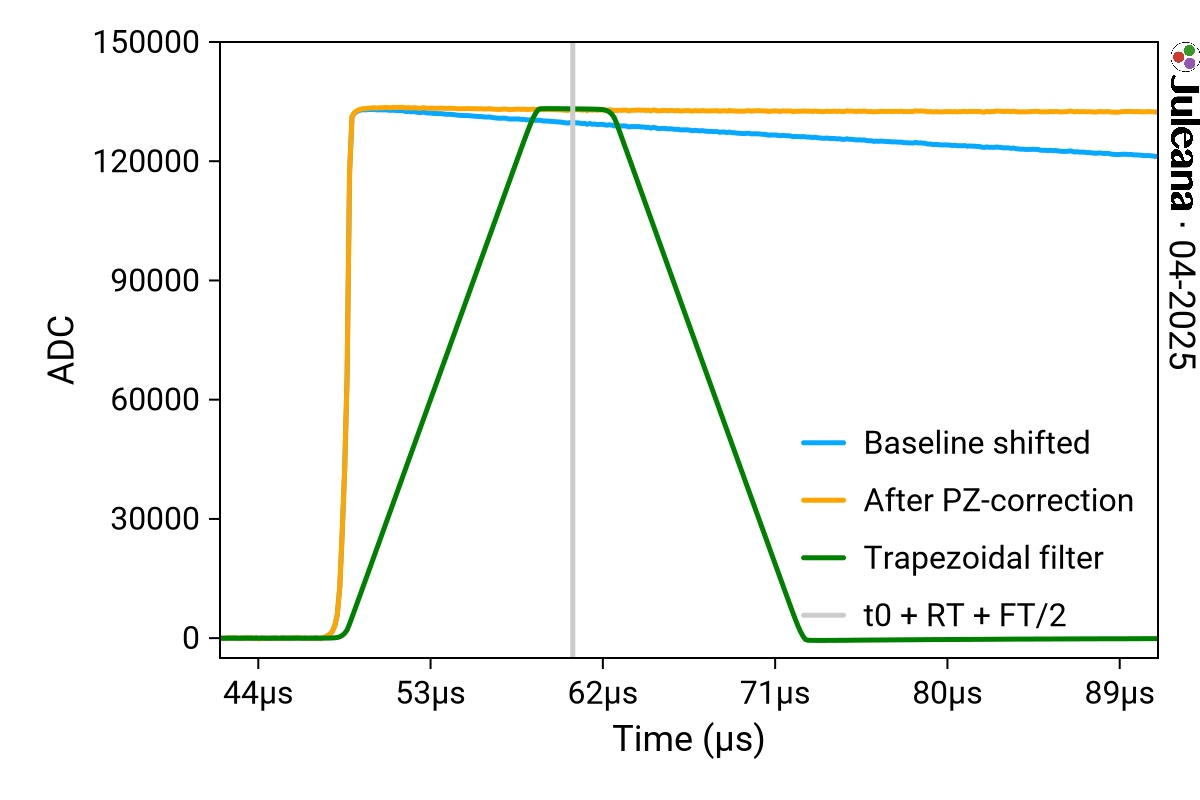 150000
120000
90000
60000
30000
0
ADC
44µs
53µs
62µs
71µs
80µs
89µs
Time (µs)
Baseline shifted
After PZ-correction
Trapezoidal filter
t0 + RT + FT/2
Juleana · 04-2025